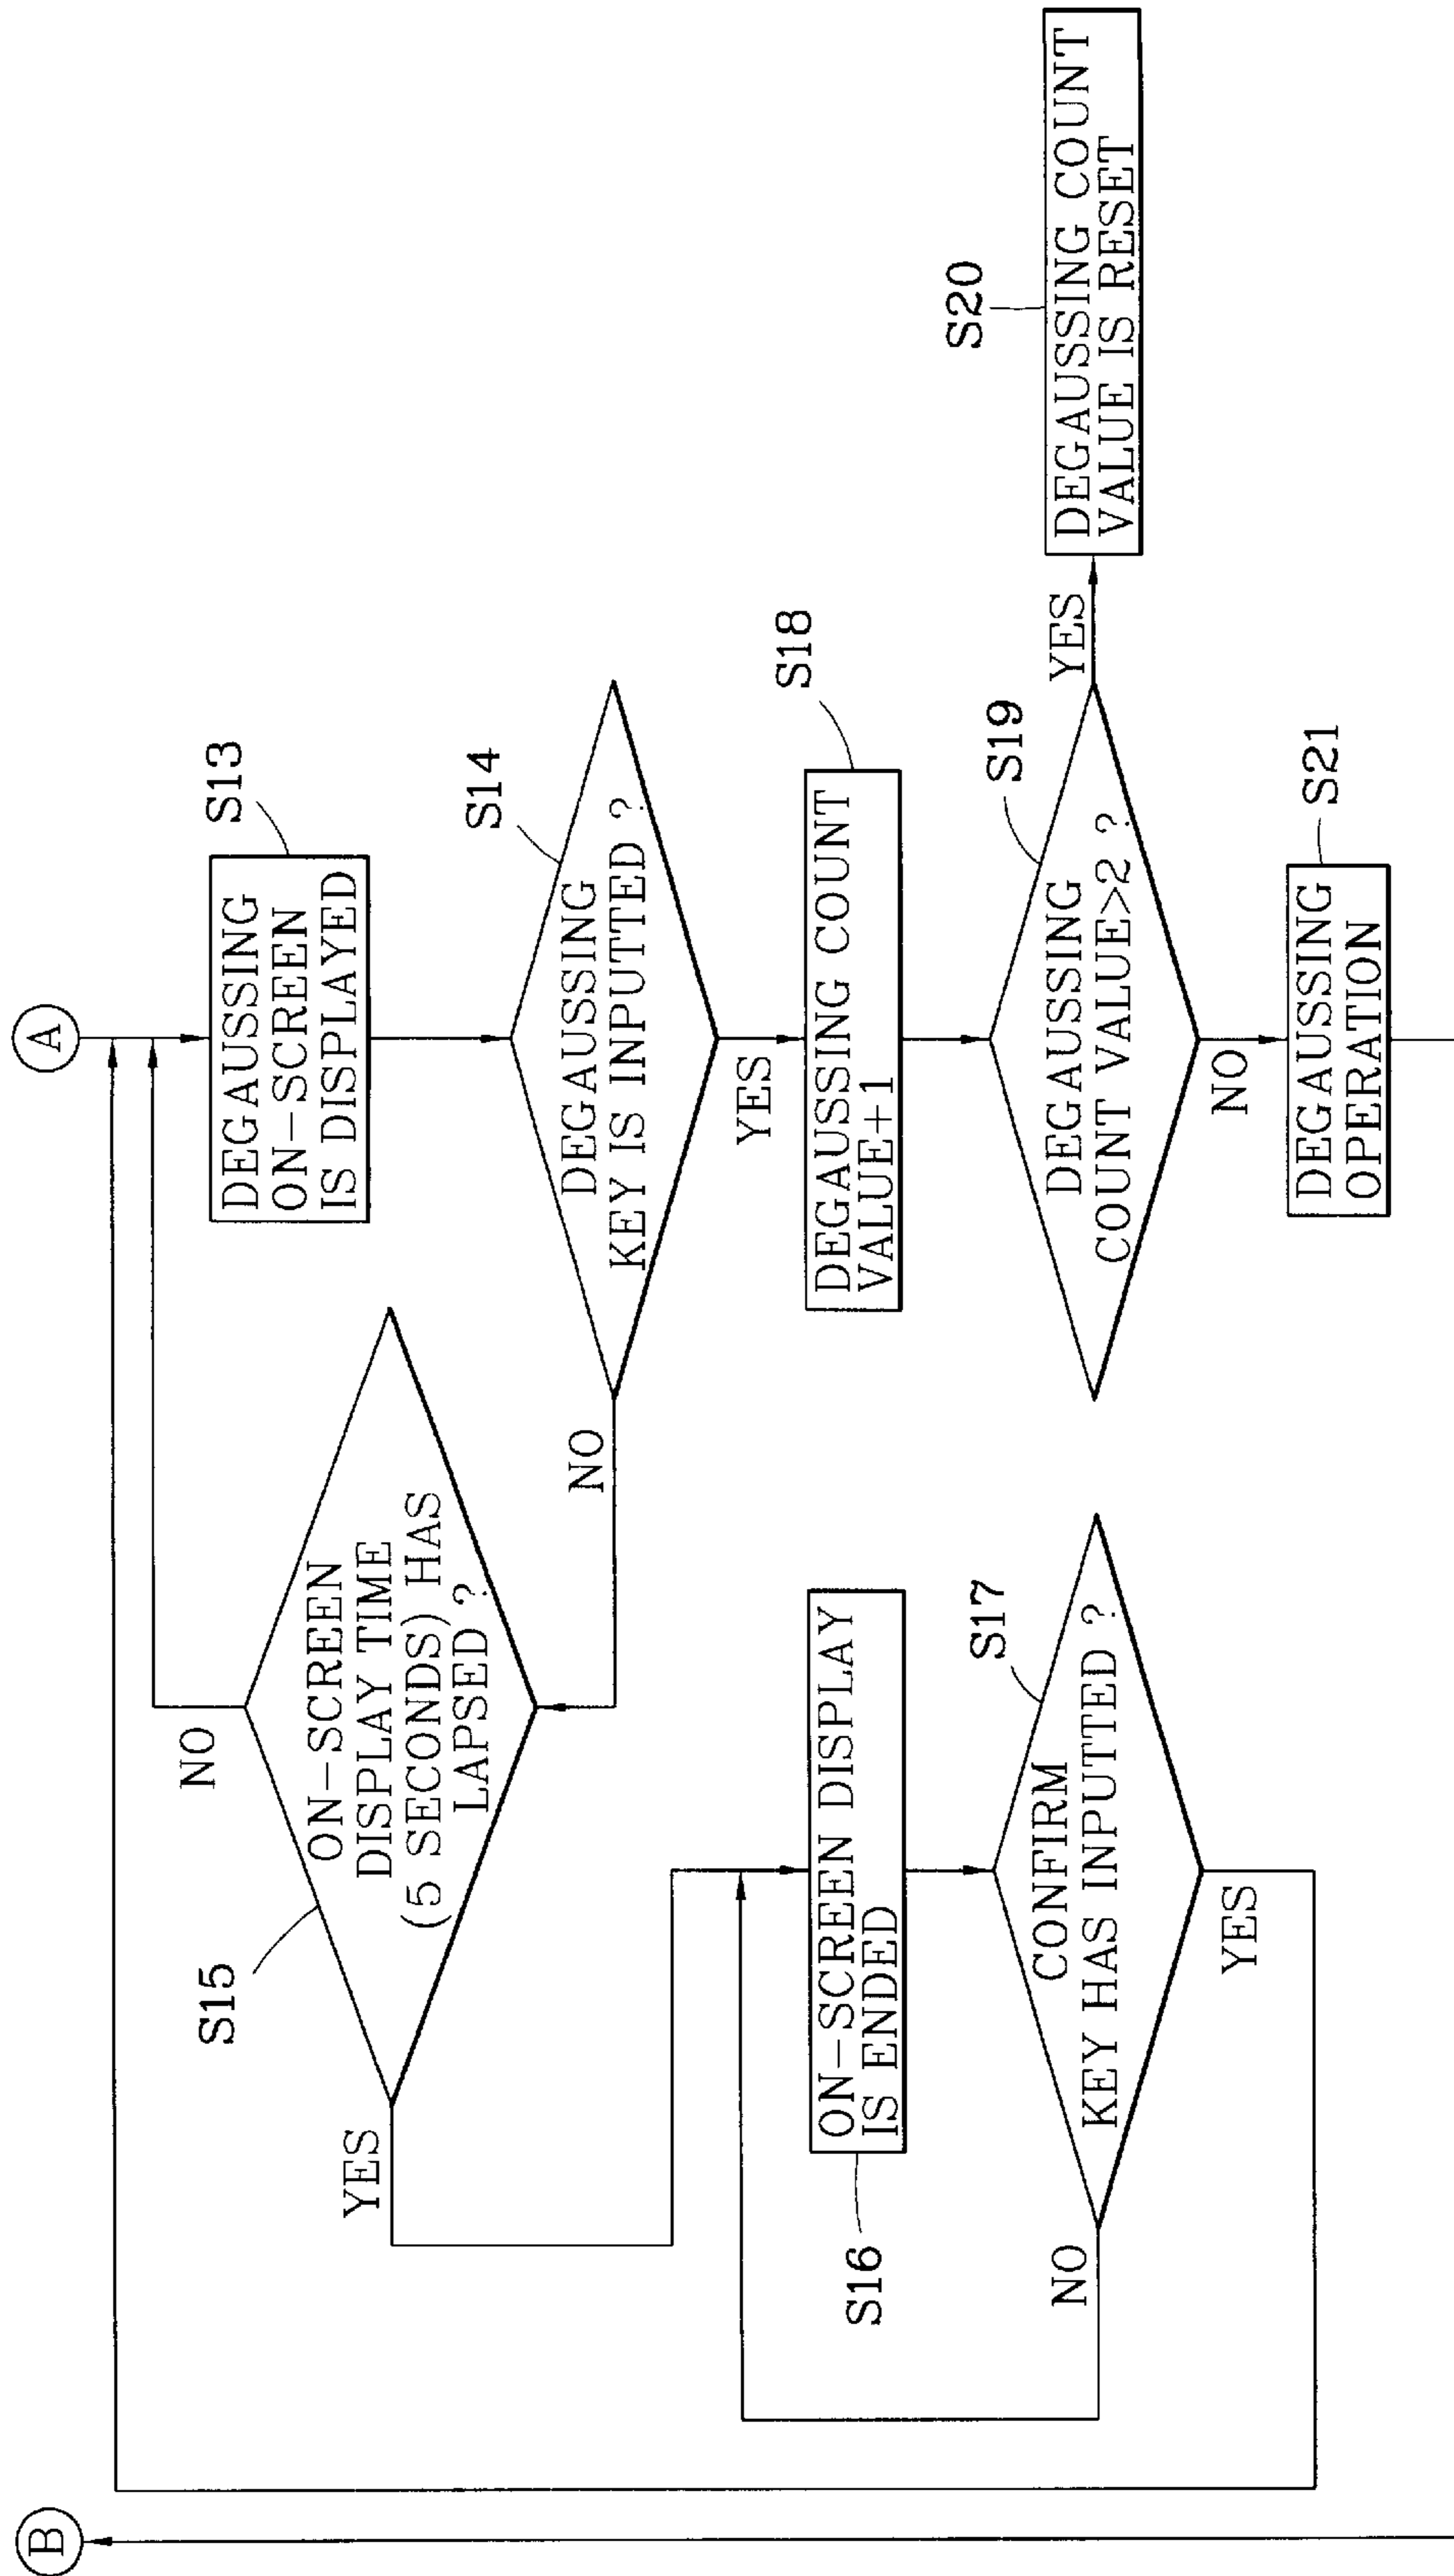 A
DEGAUSSING
ON-SCREEN
IS DISPLAYED
S13
DEGAUSSING
KEY IS INPUTTED ?
S14
NO
YES
ON-SCREEN
DISPLAY TIME
(5 SECONDS) HAS
LAPSED ?
S15
NO
YES
ON-SCREEN DISPLAY
IS ENDED
S16
CONFIRM
KEY HAS INPUTTED ?
S17
NO
YES
DEGAUSSING COUNT
VALUE+1
S18
DEGAUSSING
COUNT VALUE>2 ?
S19
YES
NO
DEGAUSSING COUNT
VALUE IS RESET
S20
DEGAUSSING
OPERATION
S21
B